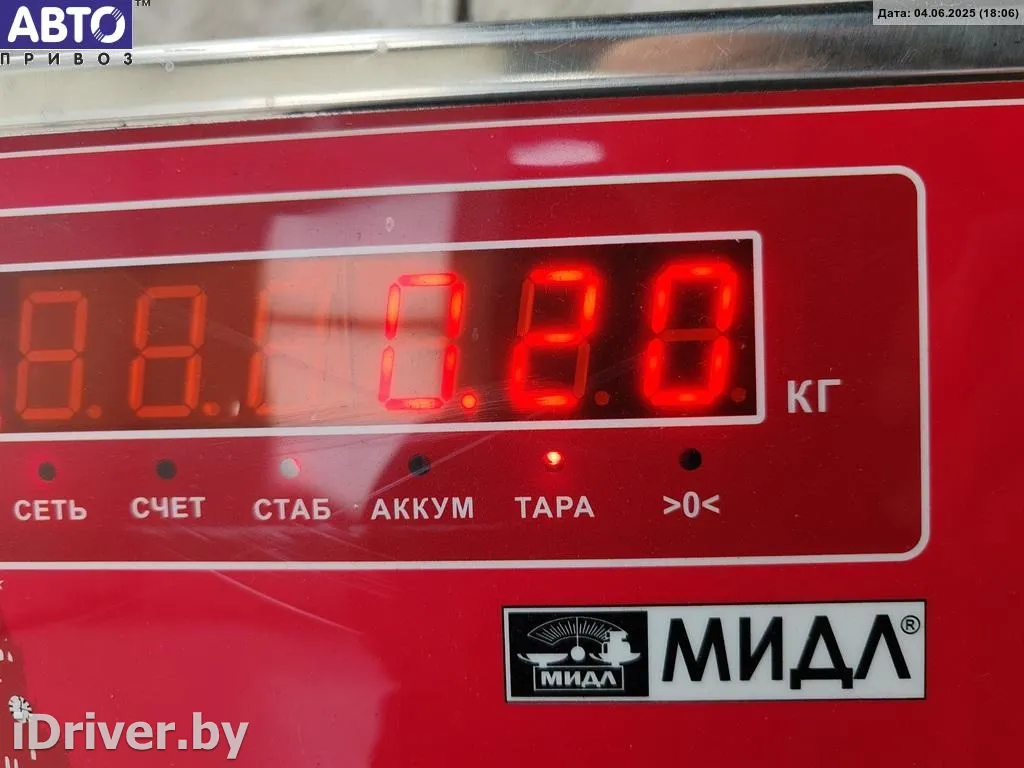 АВТО™
ПРИВОЗ
Дата: 04.06.2025 (18:06)
0.20
КГ
СЕТЬ СЧЕТ СТАБ АККУМ ТАРА >0<
МИДЛ
МИДЛ®
iDriver.by